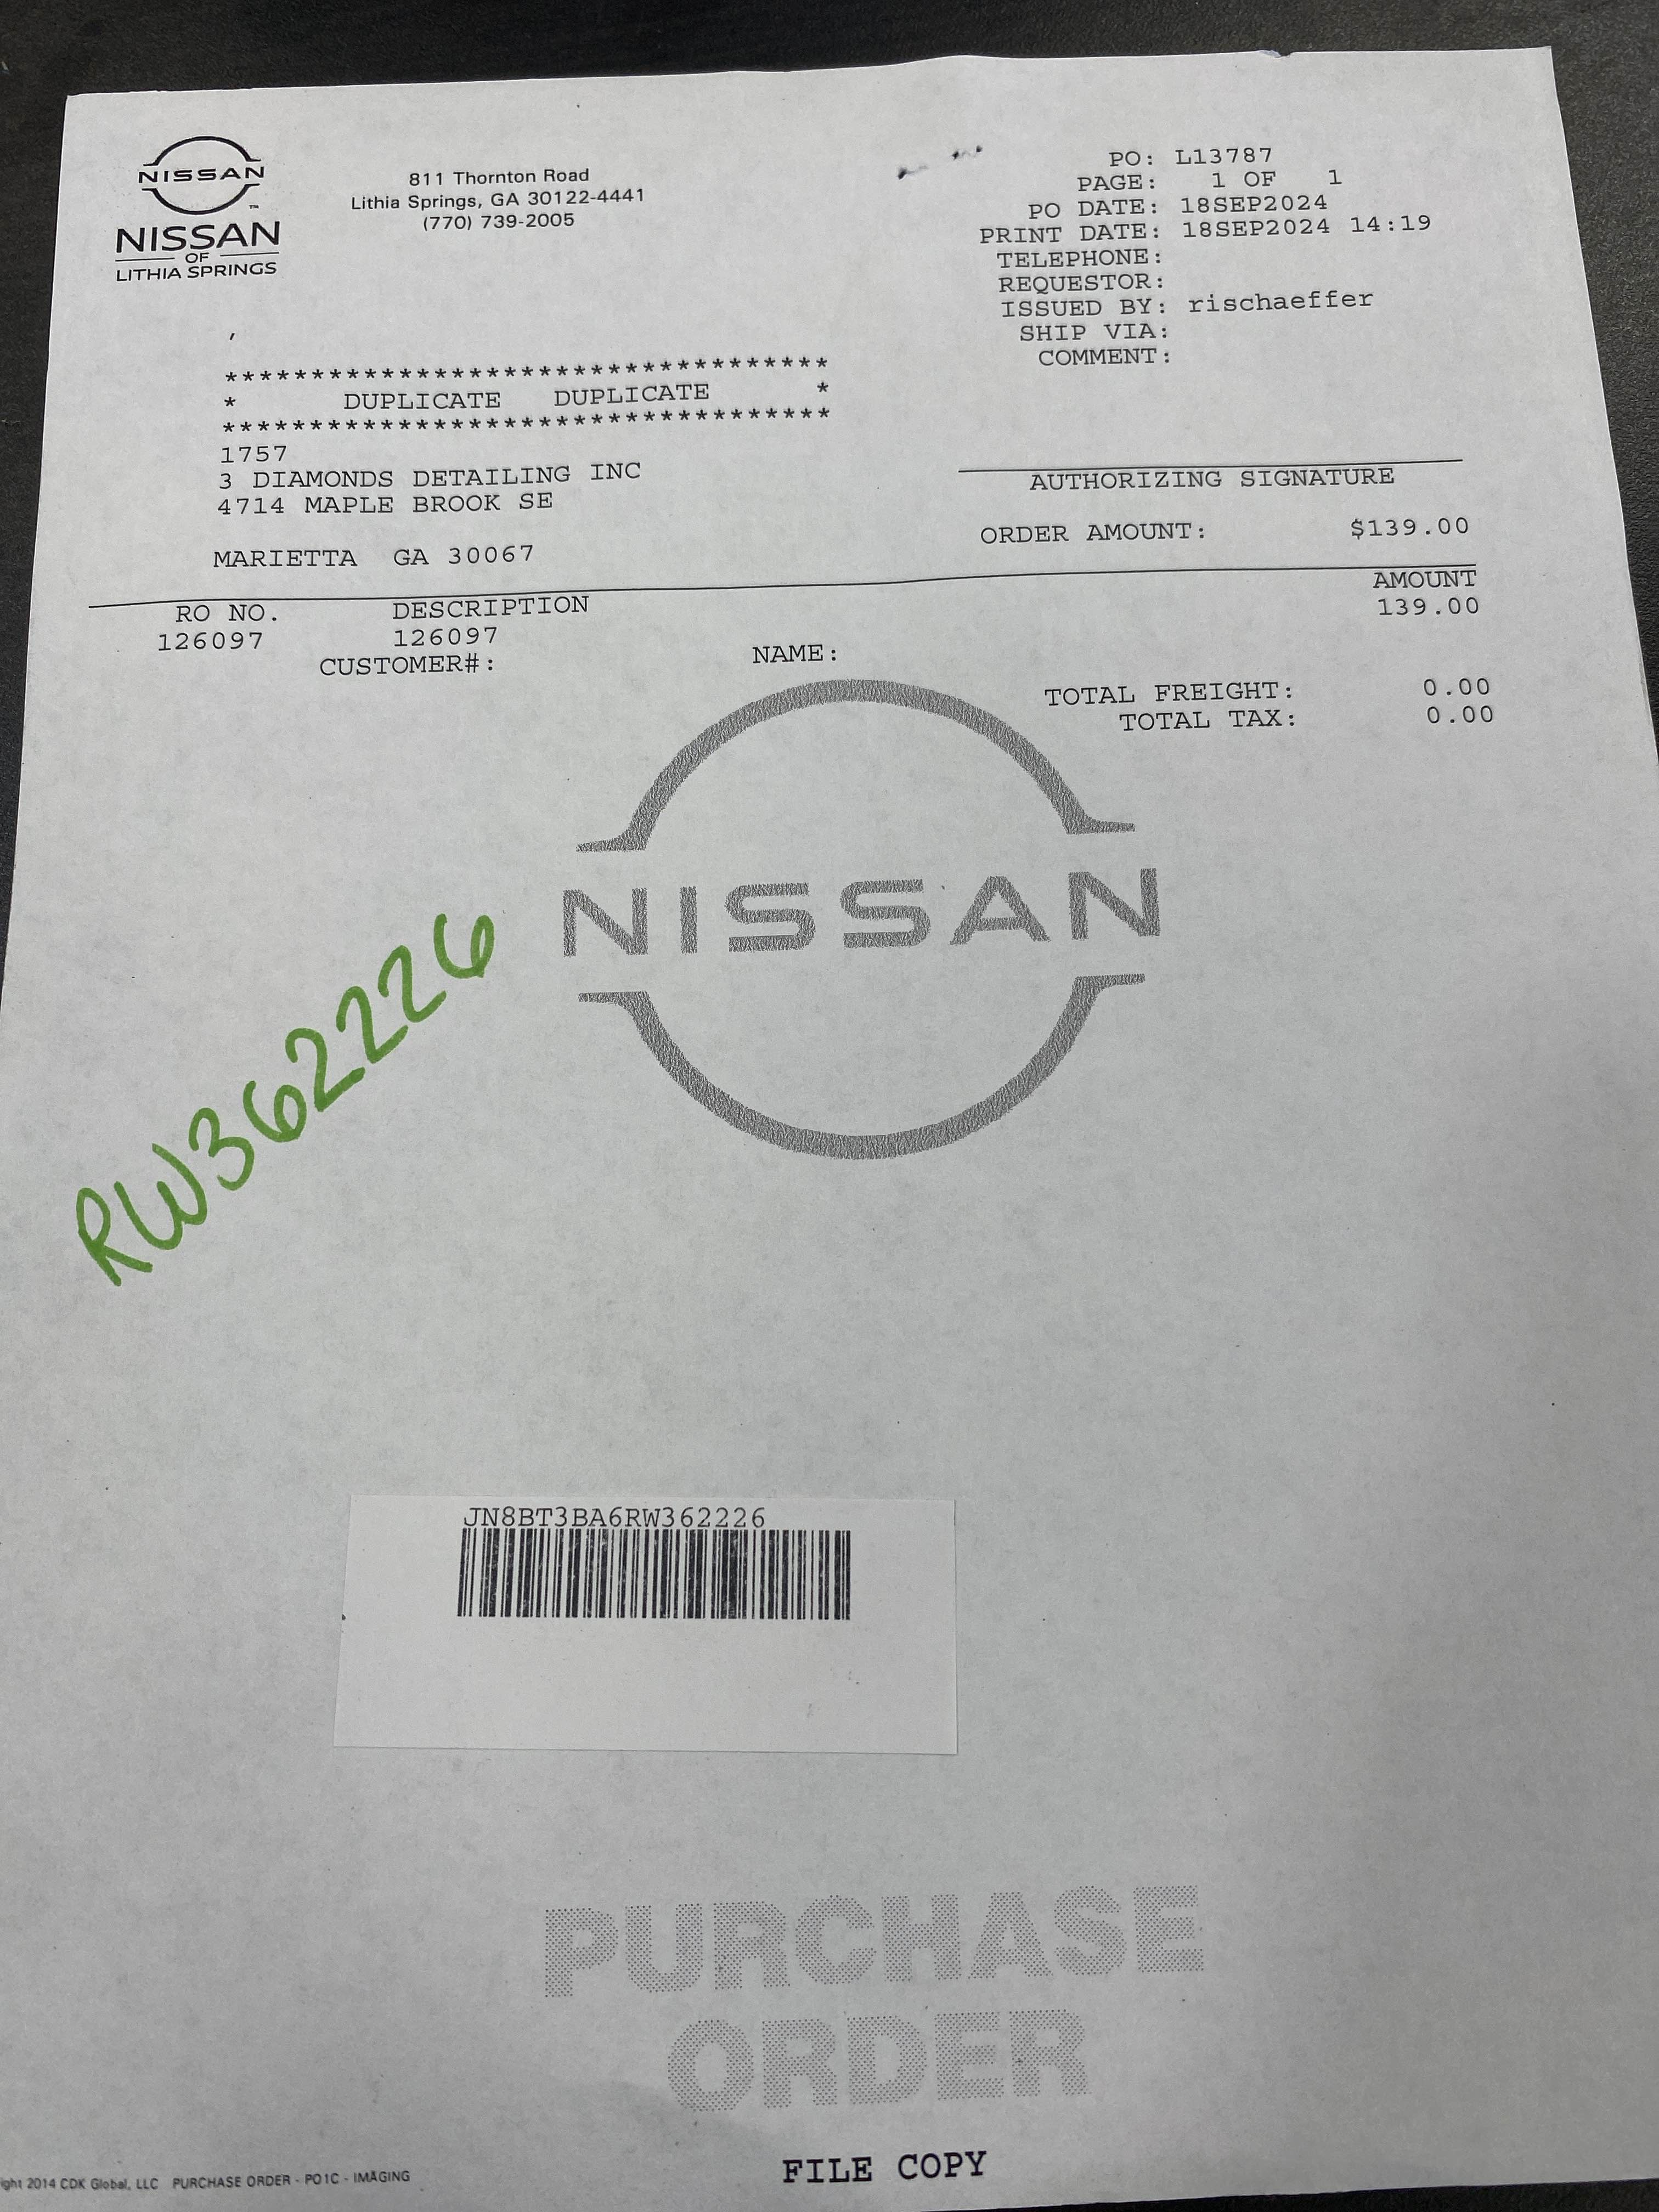 NISSAN
NISSAN
OF
LITHIA SPRINGS
811 Thornton Road
Lithia Springs, GA 30122-4441
(770) 739-2005
PO: L13787
PAGE: 1 OF 1
PO DATE: 18SEP2024
PRINT DATE: 18SEP2024 14:19
TELEPHONE:
REQUESTOR:
ISSUED BY: rischaeffer
SHIP VIA:
COMMENT:
,
***********************************
* DUPLICATE DUPLICATE *
***********************************
1757
3 DIAMONDS DETAILING INC
4714 MAPLE BROOK SE
MARIETTA GA 30067
AUTHORIZING SIGNATURE
ORDER AMOUNT: $139.00
RO NO. DESCRIPTION AMOUNT
126097 126097 139.00
CUSTOMER#: NAME:
TOTAL FREIGHT: 0.00
TOTAL TAX: 0.00
NISSAN
RW362226
JN8BT3BA6RW362226
PURCHASE
ORDER
FILE COPY
2014 CDK Global, LLC PURCHASE ORDER - PO1C - IMAGING